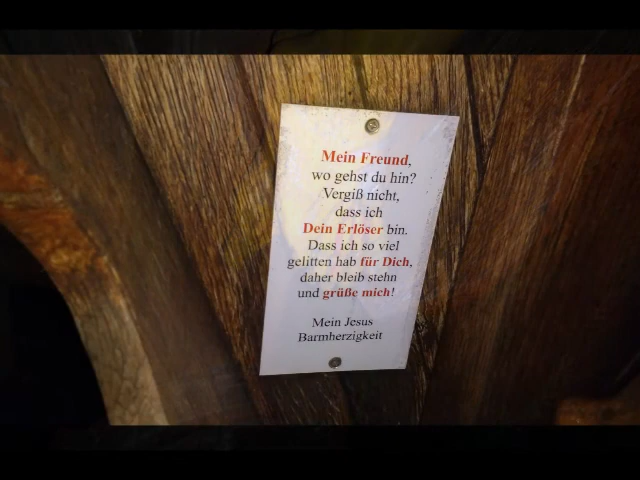 Mein Freund,
wo gehst du hin?
Vergiß nicht,
dass ich
Dein Erlöser bin.
Dass ich so viel
gelitten hab für Dich,
daher bleib stehn
und grüße mich!
Mein Jesus
Barmherzigkeit